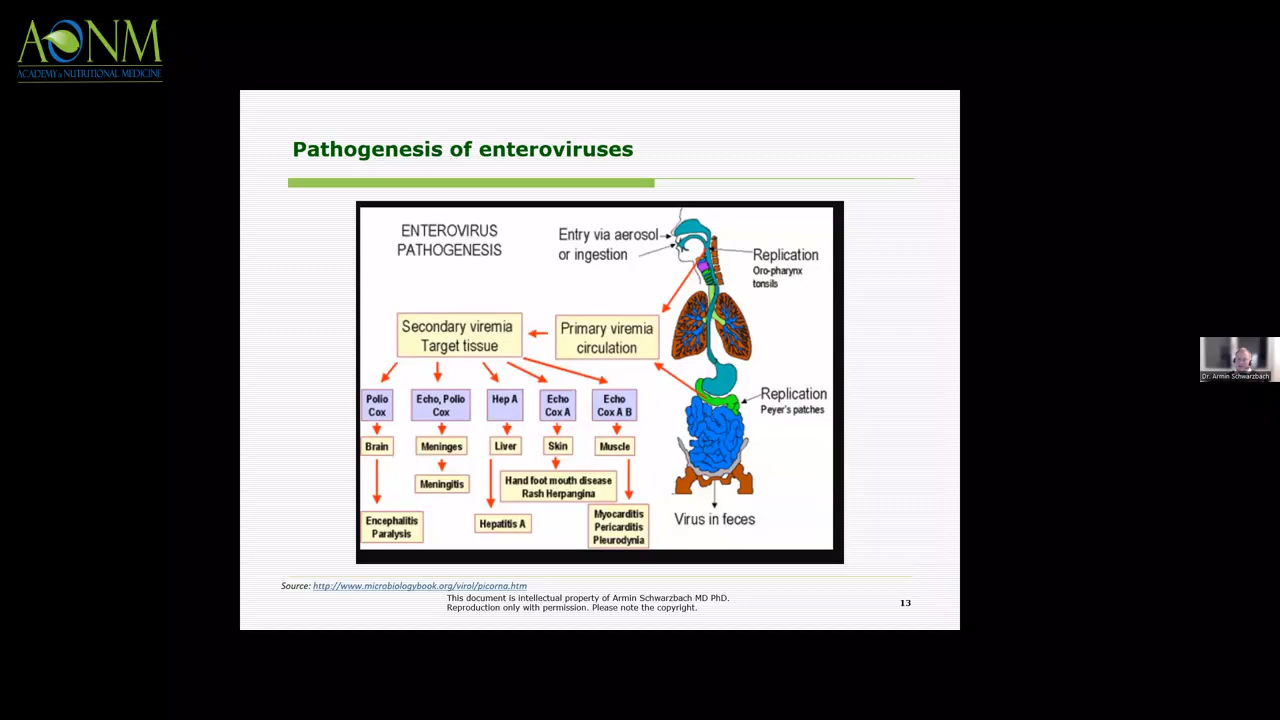 AONM
ACADEMY of NUTRITIONAL MEDICINE
Pathogenesis of enteroviruses
ENTEROVIRUS
PATHOGENESIS
Entry via aerosol
or ingestion
Replication
Oro-pharynx
tonsils
Secondary viremia
Target tissue
Primary viremia
circulation
Replication
Peyer's patches
Polio
Cox
Echo, Polio
Cox
Hep A
Echo
Cox A
Echo
Cox A B
Brain
Meninges
Liver
Skin
Muscle
Meningitis
Hand foot mouth disease
Rash Herpangina
Encephalitis
Paralysis
Hepatitis A
Myocarditis
Pericarditis
Pleurodynia
Virus in feces
Source: http://www.microbiologybook.org/virol/picorna.htm
This document is intellectual property of Armin Schwarzbach MD PhD.
Reproduction only with permission. Please note the copyright.
13
Dr. Armin Schwarzbach